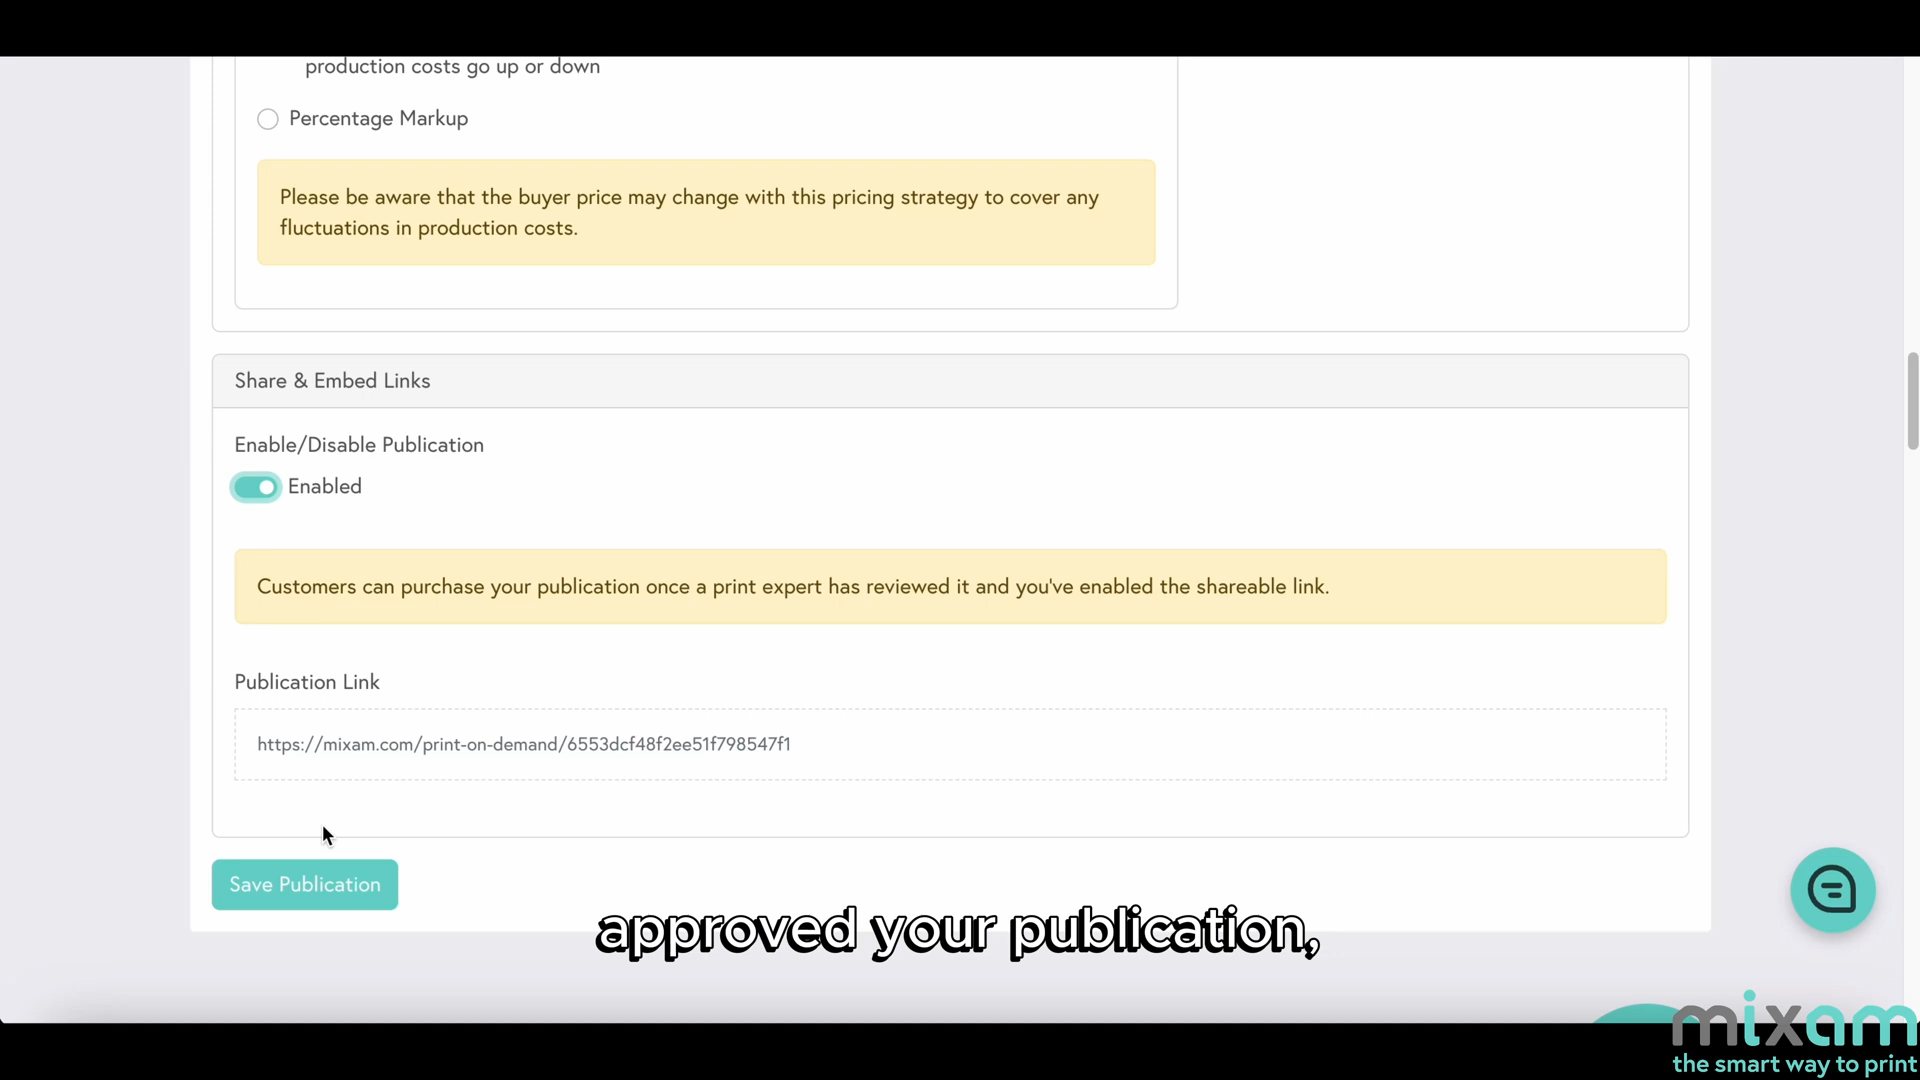 production costs go up or down
Percentage Markup
Please be aware that the buyer price may change with this pricing strategy to cover any
fluctuations in production costs.
Share & Embed Links
Enable/Disable Publication
Enabled
Customers can purchase your publication once a print expert has reviewed it and you've enabled the shareable link.
Publication Link
https://mixam.com/print-on-demand/6553dcf48f2ee51f798547f1
Save Publication
approved your publication,
mixam
the smart way to print